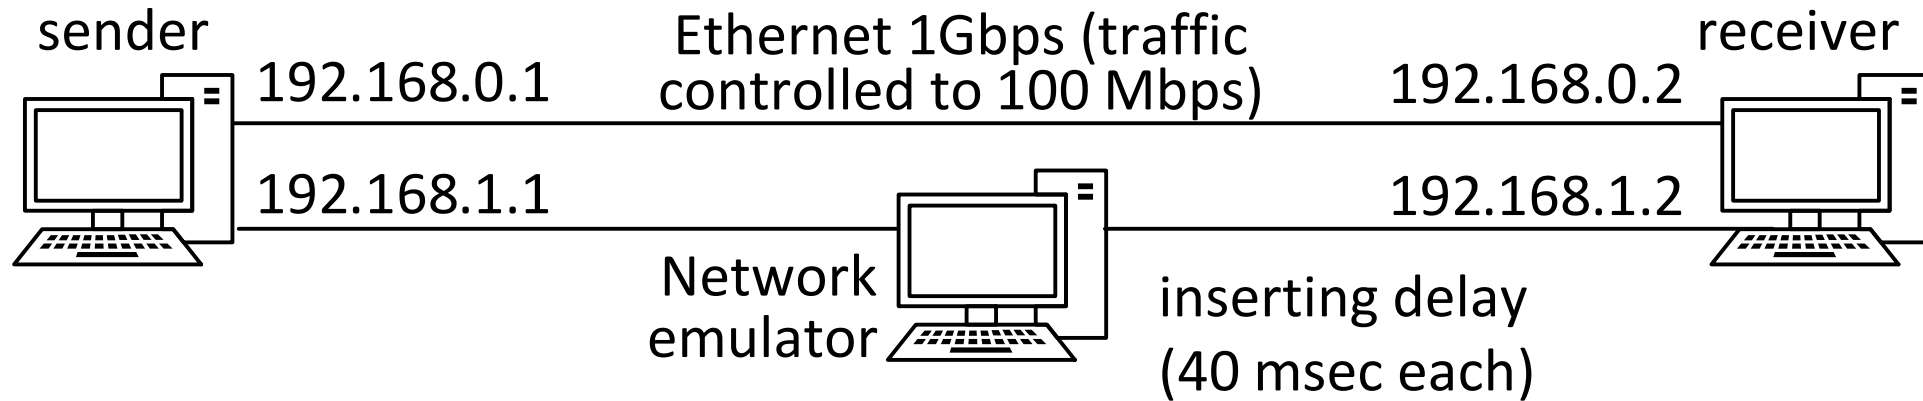 sender
Ethernet 1Gbps (traffic
controlled to 100 Mbps)
receiver
192.168.0.1
192.168.0.2
192.168.1.1
192.168.1.2
Network
emulator
inserting delay
(40 msec each)